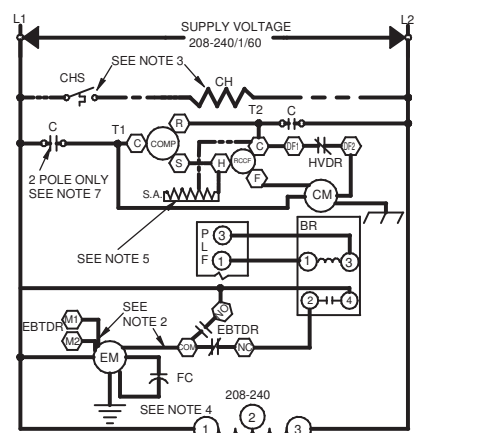 L1 L2
SUPPLY VOLTAGE
208-240/1/60
SEE NOTE 3
CHS CH
T2 C
R
C T1 C COMP C DF1 DF2
S H RCCF HVDR
2 POLE ONLY
SEE NOTE 7
F
S.A. CM
P 3 BR
L
F 1 1 3
SEE NOTE 5
2 4
NO
EBTDR M1 SEE
NOTE 2
M2 EBTDR
COM NC
EM
FC
208-240
SEE NOTE 4
1 2 3